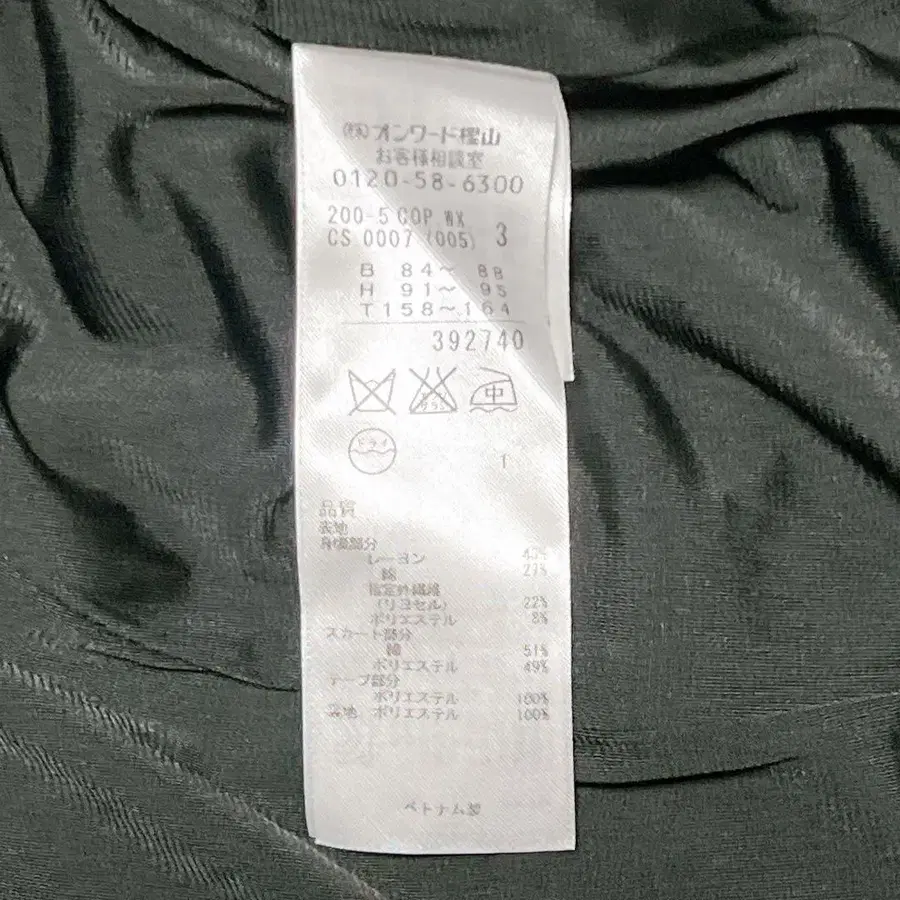 ㈱オンワード樫山
お客様相談室
0120-58-6300
200-5 COP WX
CS 0007 (005) 3
B 84～ 88
H 91～ 95
T158～164
392740
中
ドライ
1
品質
表地
身頃部分
レーヨン 43%
綿 27%
指定外繊維
(リヨセル) 22%
ポリエステル 8%
スカート部分
綿 51%
ポリエステル 49%
テープ部分
ポリエステル 100%
裏地 ポリエステル 100%
ベトナム製